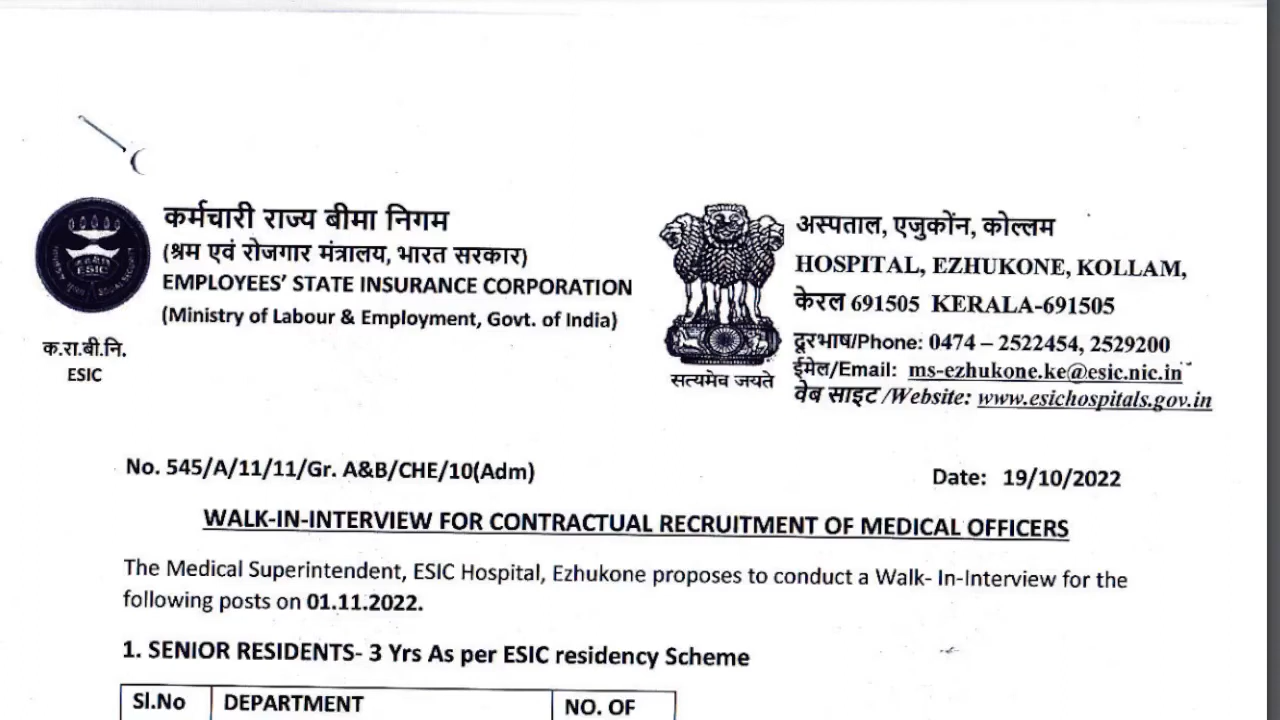 कर्मचारी राज्य बीमा निगम
(श्रम एवं रोजगार मंत्रालय, भारत सरकार)
EMPLOYEES' STATE INSURANCE CORPORATION
(Ministry of Labour & Employment, Govt. of India)
ESIC
क.रा.बी.नि.
ESIC
सत्यमेव जयते
अस्पताल, एजुकोंन, कोल्लम
HOSPITAL, EZHUKONE, KOLLAM,
केरल 691505 KERALA-691505
दूरभाष/Phone: 0474 – 2522454, 2529200
ईमेल/Email: ms-ezhukone.ke@esic.nic.in
वेब साइट /Website: www.esichospitals.gov.in
No. 545/A/11/11/Gr. A&B/CHE/10(Adm)
Date: 19/10/2022
WALK-IN-INTERVIEW FOR CONTRACTUAL RECRUITMENT OF MEDICAL OFFICERS
The Medical Superintendent, ESIC Hospital, Ezhukone proposes to conduct a Walk- In-Interview for the
following posts on 01.11.2022.
1. SENIOR RESIDENTS- 3 Yrs As per ESIC residency Scheme
Sl.No DEPARTMENT NO. OF